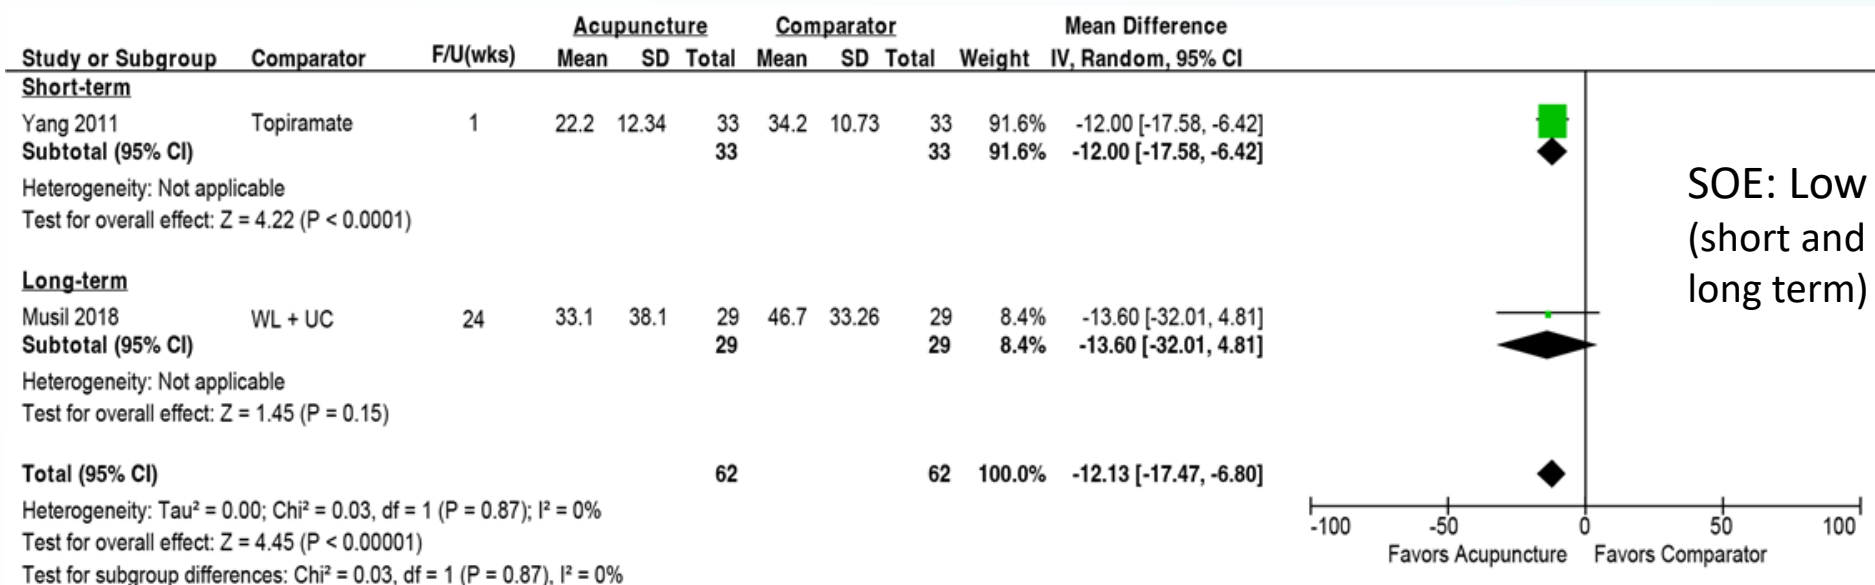 Acupuncture Comparator Mean Difference
Study or Subgroup Comparator F/U(wks) Mean SD Total Mean SD Total Weight IV, Random, 95% CI
Short-term
Yang 2011 Topiramate 1 22.2 12.34 33 34.2 10.73 33 91.6% -12.00 [-17.58, -6.42]
Subtotal (95% CI) 33 33 91.6% -12.00 [-17.58, -6.42]
Heterogeneity: Not applicable
Test for overall effect: Z = 4.22 (P < 0.0001)
Long-term
Musil 2018 WL + UC 24 33.1 38.1 29 46.7 33.26 29 8.4% -13.60 [-32.01, 4.81]
Subtotal (95% CI) 29 29 8.4% -13.60 [-32.01, 4.81]
Heterogeneity: Not applicable
Test for overall effect: Z = 1.45 (P = 0.15)
Total (95% CI) 62 62 100.0% -12.13 [-17.47, -6.80]
Heterogeneity: Tau² = 0.00; Chi² = 0.03, df = 1 (P = 0.87); I² = 0%
Test for overall effect: Z = 4.45 (P < 0.00001)
Test for subgroup differences: Chi² = 0.03, df = 1 (P = 0.87), I² = 0%
-100 -50 0 50 100
Favors Acupuncture Favors Comparator
SOE: Low
(short and
long term)